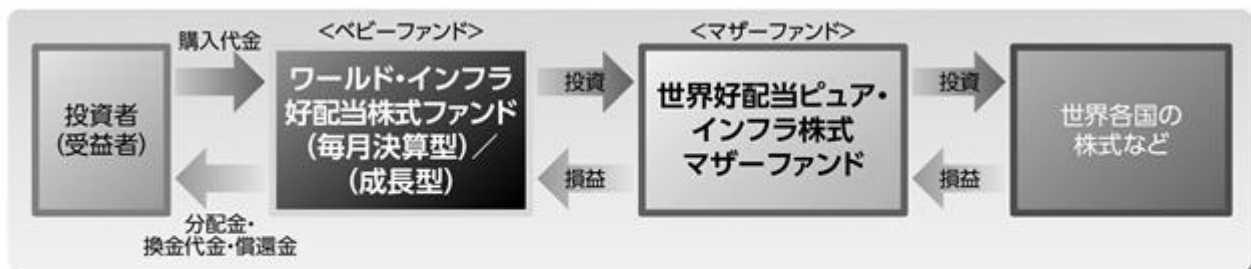 <ベビーファンド>
<マザーファンド>
購入代金
投資者
(受益者)
分配金・
換金代金・償還金
ワールド・インフラ
好配当株式ファンド
(毎月決算型)／
(成長型)
投資
損益
世界好配当ピュア・
インフラ株式
マザーファンド
投資
損益
世界各国の
株式など